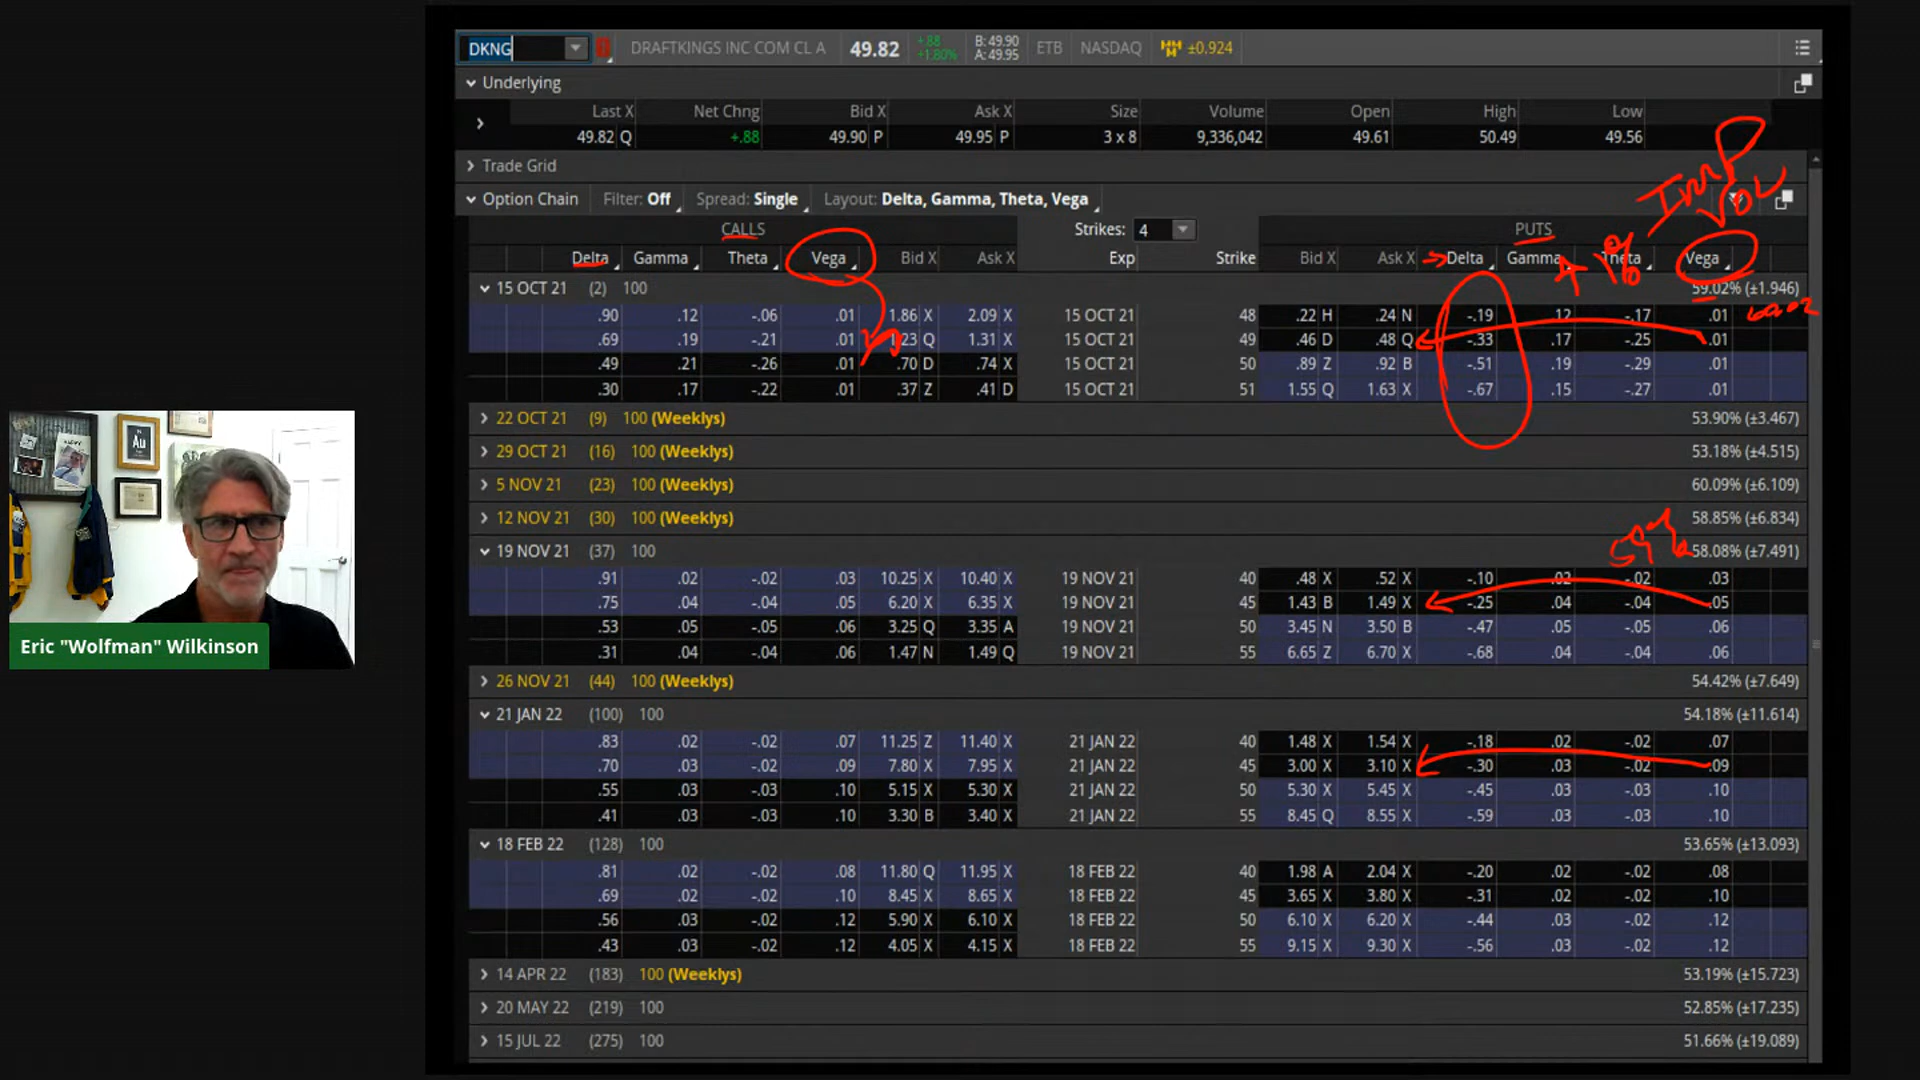 DKNG DRAFTKINGS INC COM CL A 49.82 +.88 +1.80% B: 49.90 A: 49.95 ETB NASDAQ ±0.924
Underlying
Last X Net Chng Bid X Ask X Size Volume Open High Low
49.82 Q +.88 49.90 P 49.95 P 3 x 8 9,336,042 49.61 50.49 49.56
Trade Grid
IMP
VOL
Option Chain Filter: Off Spread: Single Layout: Delta, Gamma, Theta, Vega
CALLS Strikes: 4 PUTS
Delta Gamma Theta Vega Bid X Ask X Exp Strike Bid X Ask X Delta Gamma Theta Vega
1%
15 OCT 21 (2) 100 59.02% (±1.946)
.90 .12 -.06 .01 1.86 X 2.09 X 15 OCT 21 48 .22 H .24 N -.19 .12 -.17 .01
.69 .19 -.21 .01 1.23 Q 1.31 X 15 OCT 21 49 .46 D .48 Q -.33 .17 -.25 .01
.49 .21 -.26 .01 .70 D .74 X 15 OCT 21 50 .89 Z .92 B -.51 .19 -.29 .01
.30 .17 -.22 .01 .37 Z .41 D 15 OCT 21 51 1.55 Q 1.63 X -.67 .15 -.27 .01
22 OCT 21 (9) 100 (Weeklys) 53.90% (±3.467)
29 OCT 21 (16) 100 (Weeklys) 53.18% (±4.515)
5 NOV 21 (23) 100 (Weeklys) 60.09% (±6.109)
12 NOV 21 (30) 100 (Weeklys) 58.85% (±6.834)
59%
19 NOV 21 (37) 100 58.08% (±7.491)
.91 .02 -.02 .03 10.25 X 10.40 X 19 NOV 21 40 .48 X .52 X -.10 .02 -.02 .03
.75 .04 -.04 .05 6.20 X 6.35 X 19 NOV 21 45 1.43 B 1.49 X -.25 .04 -.04 .05
.53 .05 -.05 .06 3.25 Q 3.35 A 19 NOV 21 50 3.45 N 3.50 B -.47 .05 -.05 .06
.31 .04 -.04 .06 1.47 N 1.49 Q 19 NOV 21 55 6.65 Z 6.70 X -.68 .04 -.04 .06
26 NOV 21 (44) 100 (Weeklys) 54.42% (±7.649)
21 JAN 22 (100) 100 54.18% (±11.614)
.83 .02 -.02 .07 11.25 Z 11.40 X 21 JAN 22 40 1.48 X 1.54 X -.18 .02 -.02 .07
.70 .03 -.02 .09 7.80 X 7.95 X 21 JAN 22 45 3.00 X 3.10 X -.30 .03 -.02 .09
.55 .03 -.03 .10 5.15 X 5.30 X 21 JAN 22 50 5.30 X 5.45 X -.45 .03 -.03 .10
.41 .03 -.03 .10 3.30 B 3.40 X 21 JAN 22 55 8.45 Q 8.55 X -.59 .03 -.03 .10
18 FEB 22 (128) 100 53.65% (±13.093)
.81 .02 -.02 .08 11.80 Q 11.95 X 18 FEB 22 40 1.98 A 2.04 X -.20 .02 -.02 .08
.69 .02 -.02 .10 8.45 X 8.65 X 18 FEB 22 45 3.65 X 3.80 X -.31 .02 -.02 .10
.56 .03 -.02 .12 5.90 X 6.10 X 18 FEB 22 50 6.10 X 6.20 X -.44 .03 -.02 .12
.43 .03 -.02 .12 4.05 X 4.15 X 18 FEB 22 55 9.15 X 9.30 X -.56 .03 -.02 .12
14 APR 22 (183) 100 (Weeklys) 53.19% (±15.723)
20 MAY 22 (219) 100 52.85% (±17.235)
15 JUL 22 (275) 100 51.66% (±19.089)
Au
Eric "Wolfman" Wilkinson